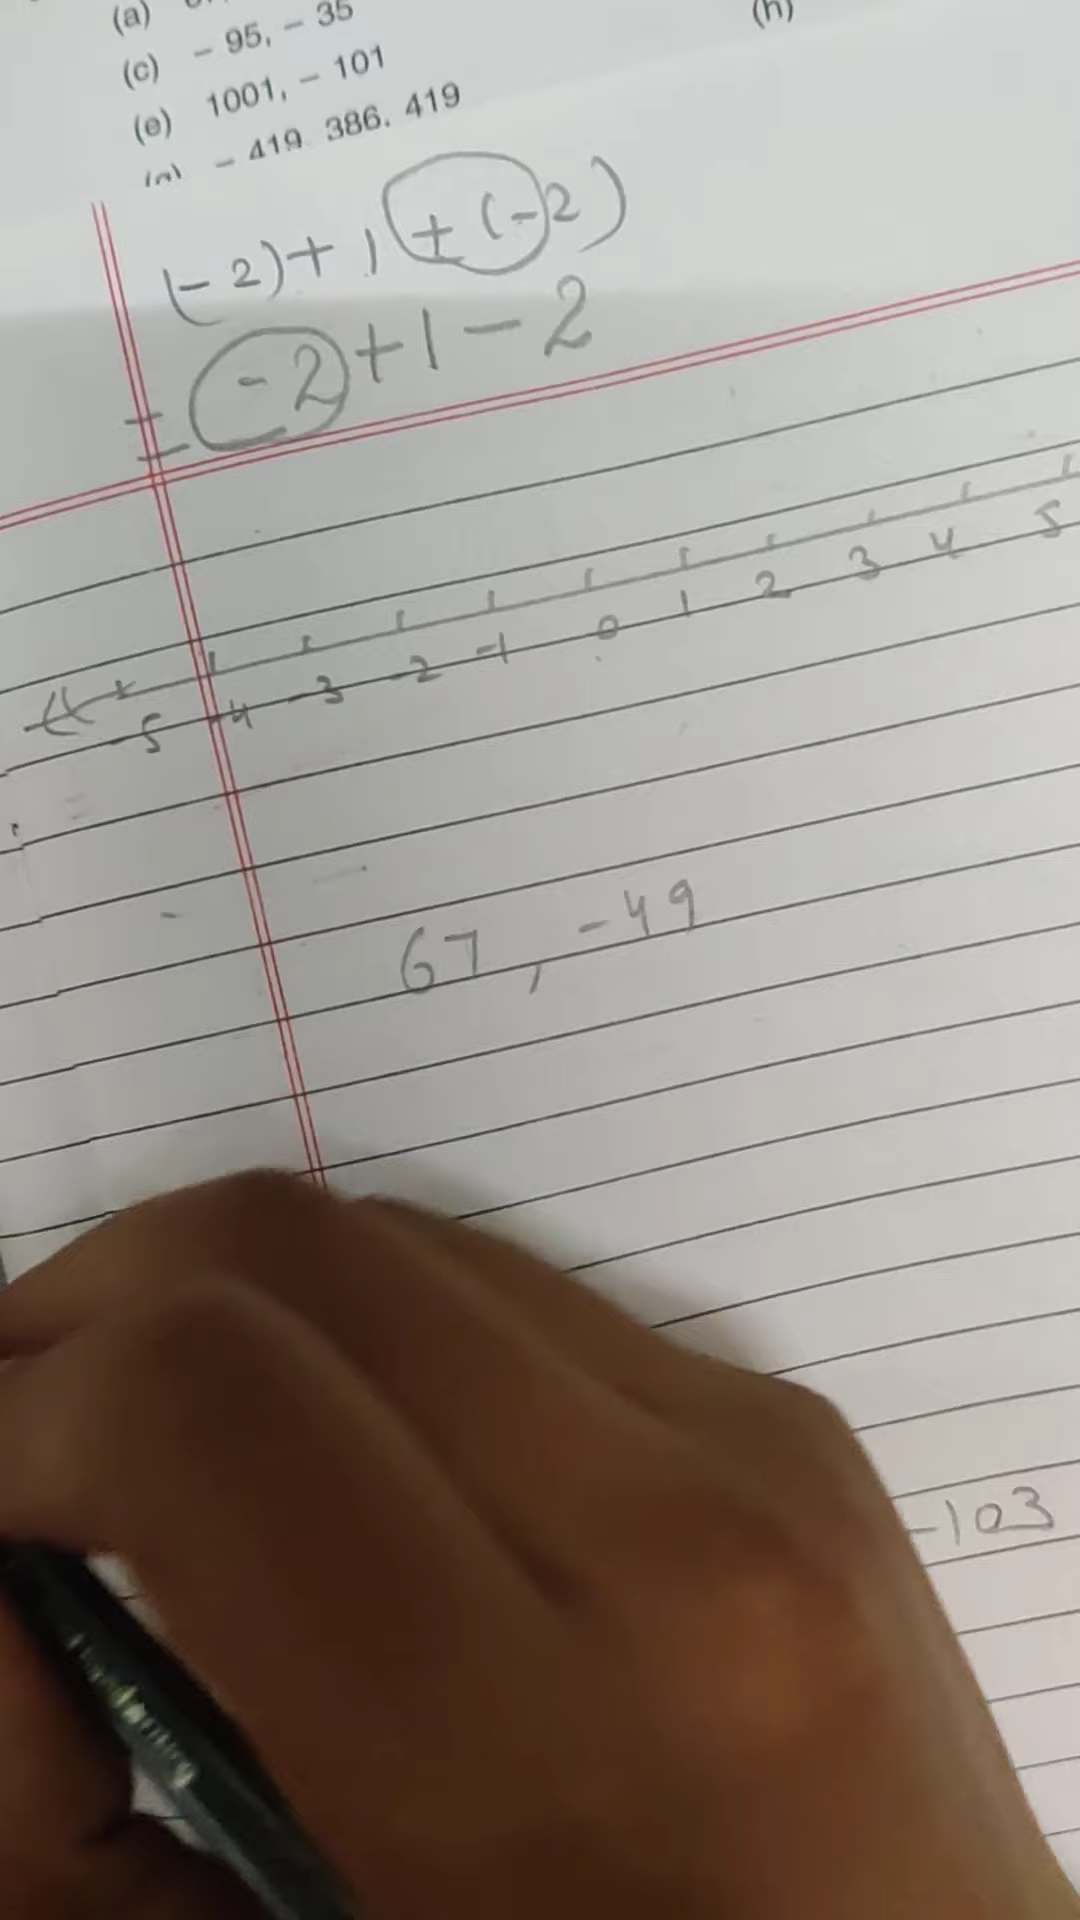 (a)
(c) - 95, - 35
(h)
(e) 1001, - 101
- 419 386, 419
(-2)+1+(-2)
= -2+1-2
-5 -4 -3 -2 -1 0 1 2 3 4 5
67, -49
-103